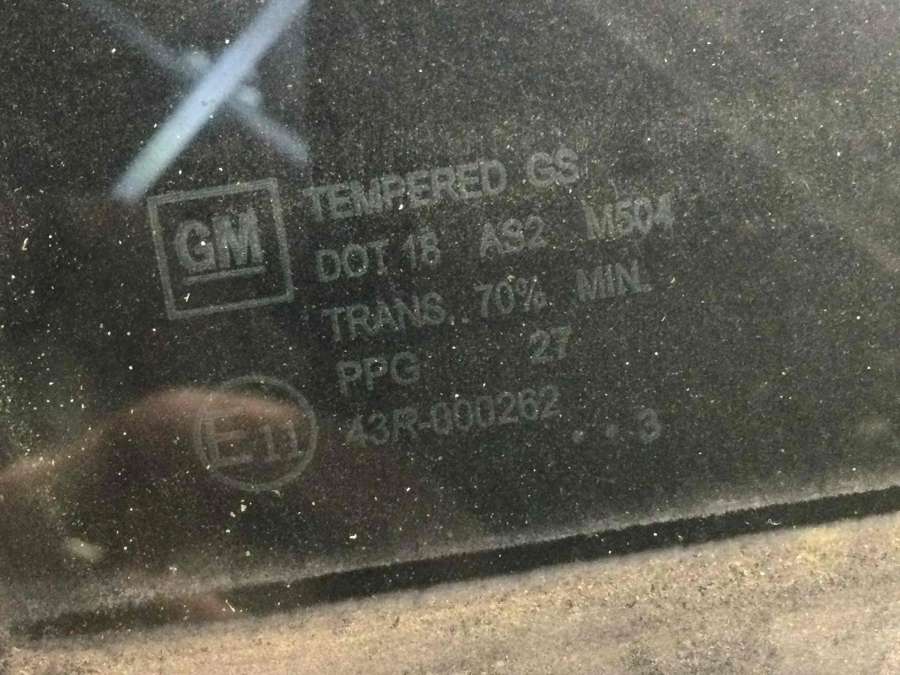 GM
TEMPERED GS
DOT 18 AS2 M504
TRANS. 70% MIN.
PPG 27
E11 43R-000262
. . 3